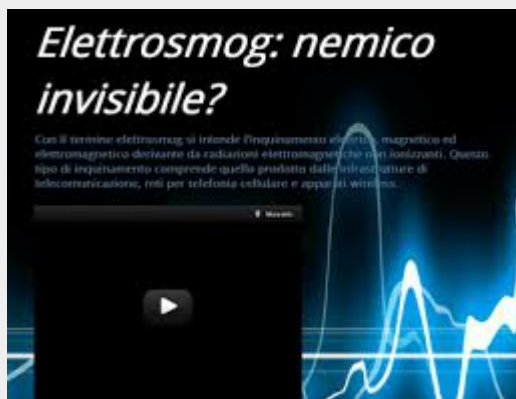 Elettrosmog: nemico
invisibile?
Con il termine elettrosmog si intende l'inquinamento elettrico, magnetico ed
elettromagnetico derivante da radiazioni elettromagnetiche non ionizzanti. Questo
tipo di inquinamento comprende quello prodotto dalle infrastrutture di
telecomunicazione, reti per telefonia cellulare e apparati wireless.